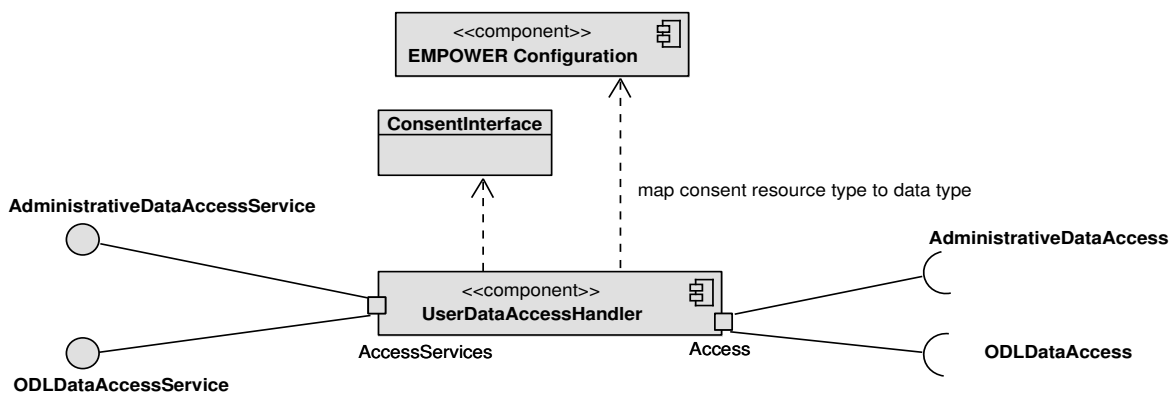 <<component>>
EMPOWER Configuration
ConsentInterface
map consent resource type to data type
AdministrativeDataAccessService
AdministrativeDataAccess
<<component>>
UserDataAccessHandler
AccessServices
Access
ODLDataAccess
ODLDataAccessService